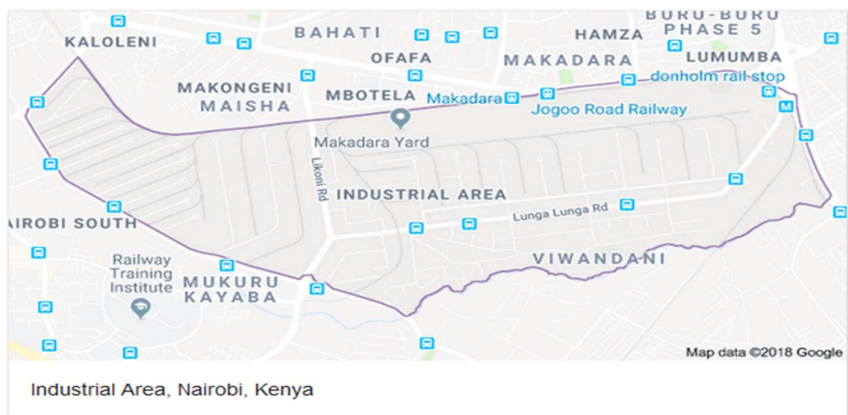 BURU-BURU
PHASE 5
KALOLENI
BAHATI
HAMZA
OFAFA
MAKADARA
LUMUMBA
donholm rail stop
MAKONGENI
MAISHA
MBOTELA
Makadara
Jogoo Road Railway
Makadara Yard
Likoni Rd
INDUSTRIAL AREA
Lunga Lunga Rd
AIROBI SOUTH
VIWANDANI
Railway
Training
Institute
MUKURU
KAYABA
M
Map data ©2018 Google
Industrial Area, Nairobi, Kenya